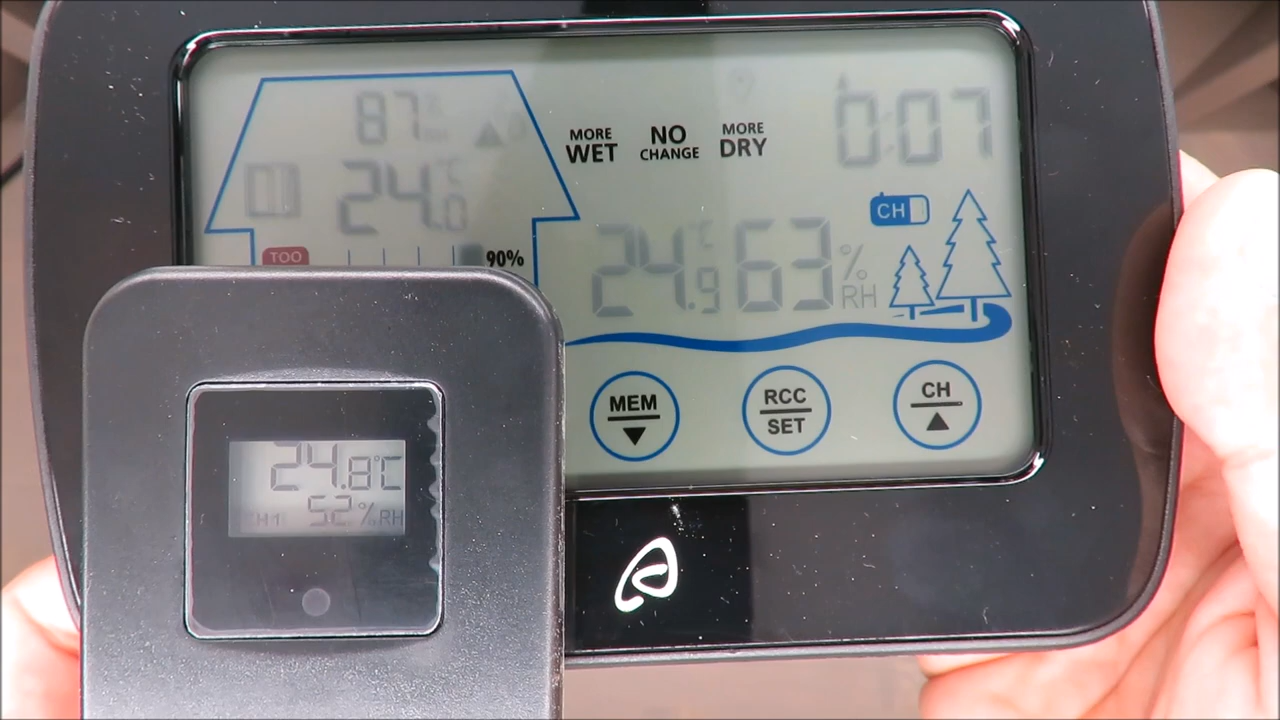 87 %
24.0 °C
TOO
90%
MORE WET
NO CHANGE
MORE DRY
0:07
CH
24.9 °C 63 % RH
MEM
RCC SET
CH
24.8°C
CH1 52 %RH